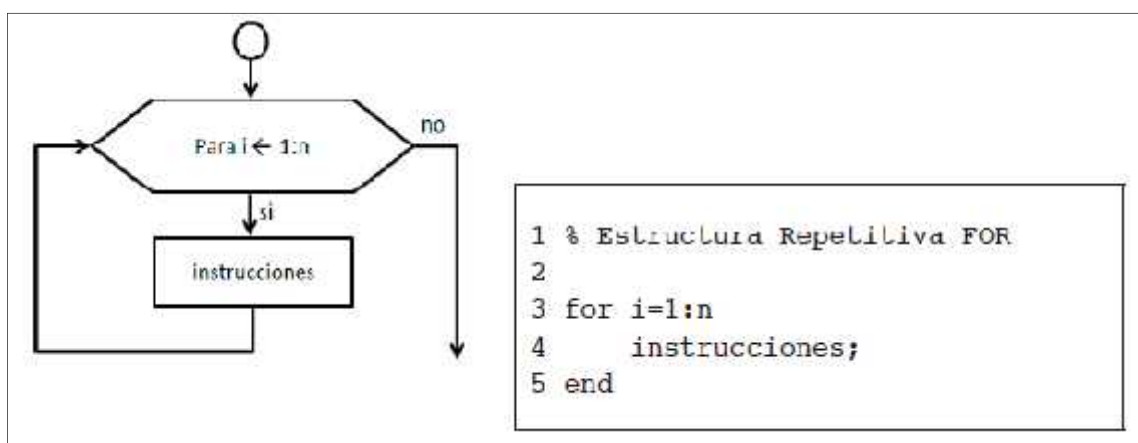 Para i ← 1:n
no
si
instrucciones
1 % Estructura Repetitiva FOR
2
3 for i=1:n
4 instrucciones;
5 end